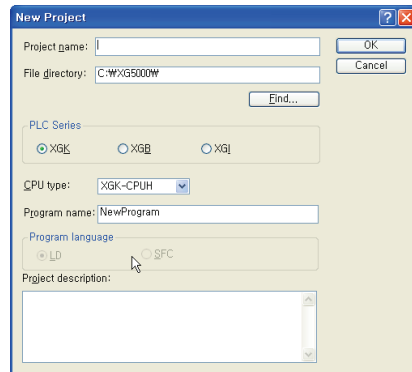 New Project
Project name:
OK
File directory: C:₩XG5000₩
Cancel
Find...
PLC Series
XGK XGB XGI
CPU type: XGK-CPUH
Program name: NewProgram
Program language
LD SFC
Project description: